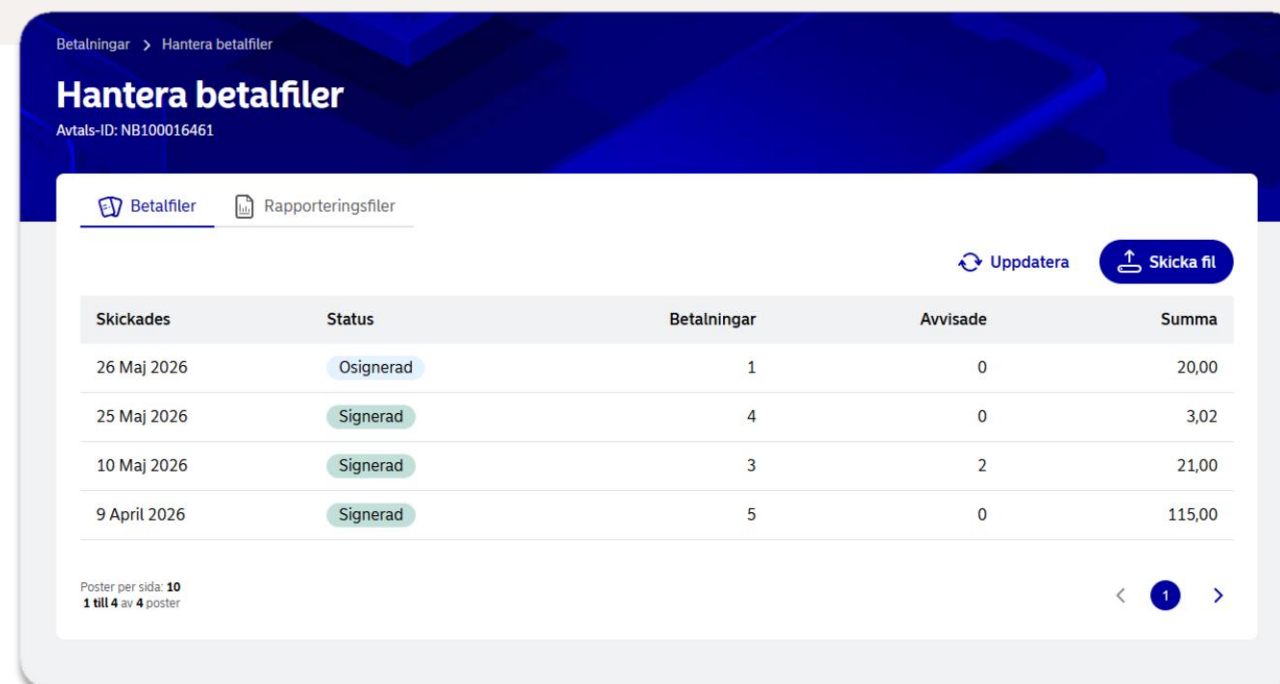 Betalningar > Hantera betalfiler
Hantera betalfiler
Avtals-ID: NB100016461
Betalfiler Rapporteringsfiler
Uppdatera Skicka fil
Skickades Status Betalningar Avvisade Summa
26 Maj 2026 Osignerad 1 0 20,00
25 Maj 2026 Signerad 4 0 3,02
10 Maj 2026 Signerad 3 2 21,00
9 April 2026 Signerad 5 0 115,00
Poster per sida: 10
1 till 4 av 4 poster
< 1 >